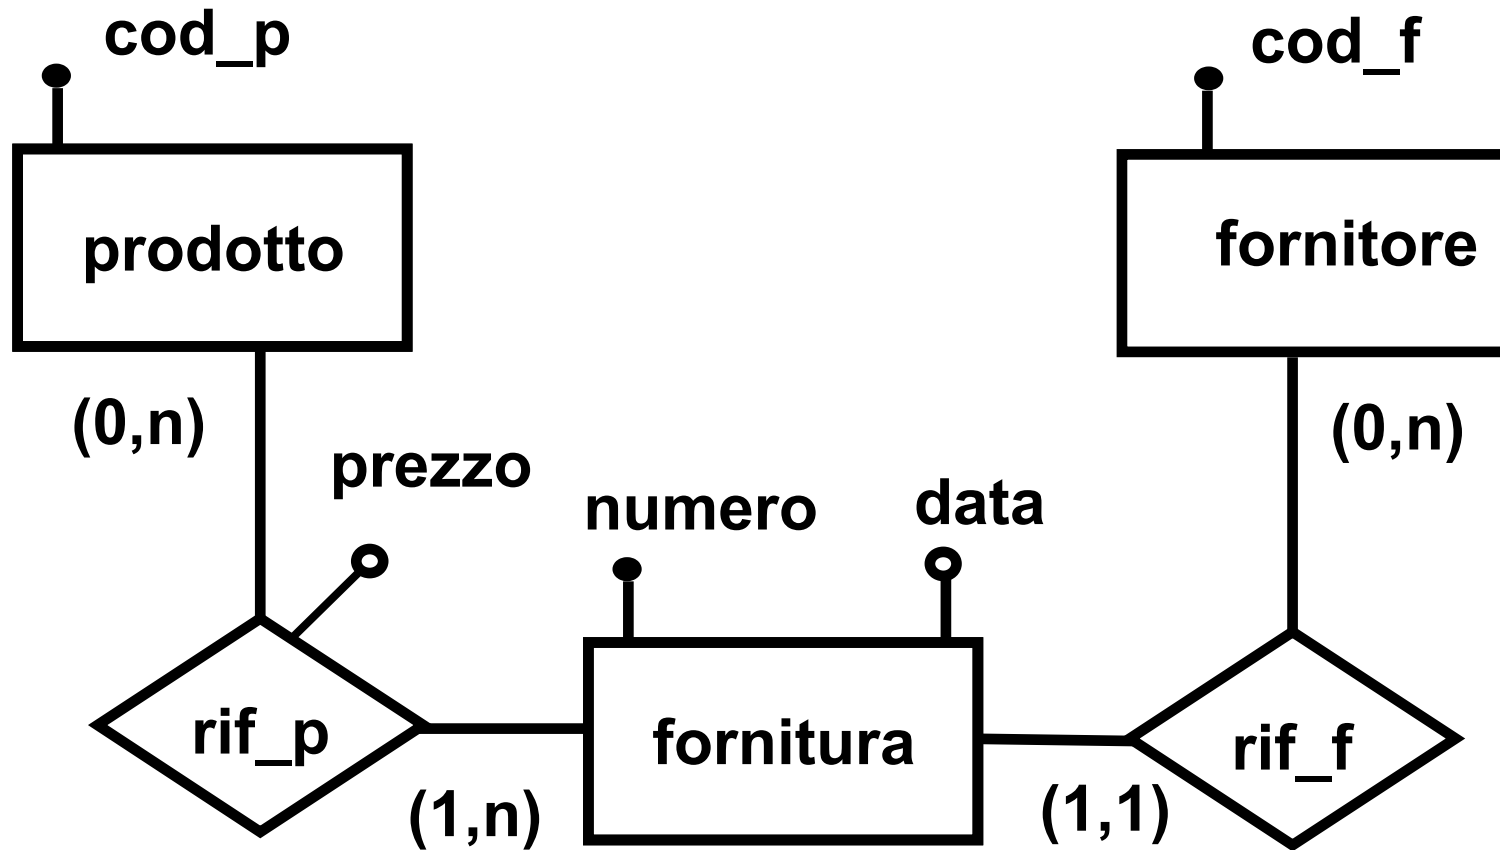 cod_p
cod_f
prodotto
fornitore
(0,n)
(0,n)
prezzo
numero
data
rif_p
fornitura
rif_f
(1,n)
(1,1)